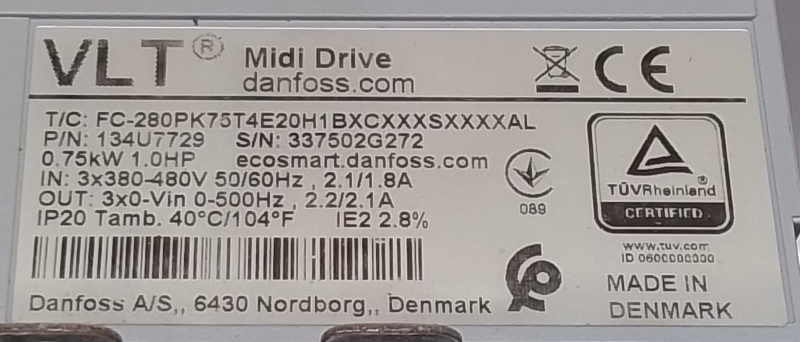 VLT® Midi Drive
danfoss.com
CE
T/C: FC-280PK75T4E20H1BXCXXXSXXXXAL
P/N: 134U7729 S/N: 337502G272
0.75kW 1.0HP ecosmart.danfoss.com
IN: 3x380-480V 50/60Hz , 2.1/1.8A
OUT: 3x0-Vin 0-500Hz , 2.2/2.1A
IP20 Tamb. 40°C/104°F IE2 2.8%
089
TÜVRheinland®
CERTIFIED
www.tuv.com
ID 0600000000
MADE IN
DENMARK
Danfoss A/S,, 6430 Nordborg,, Denmark